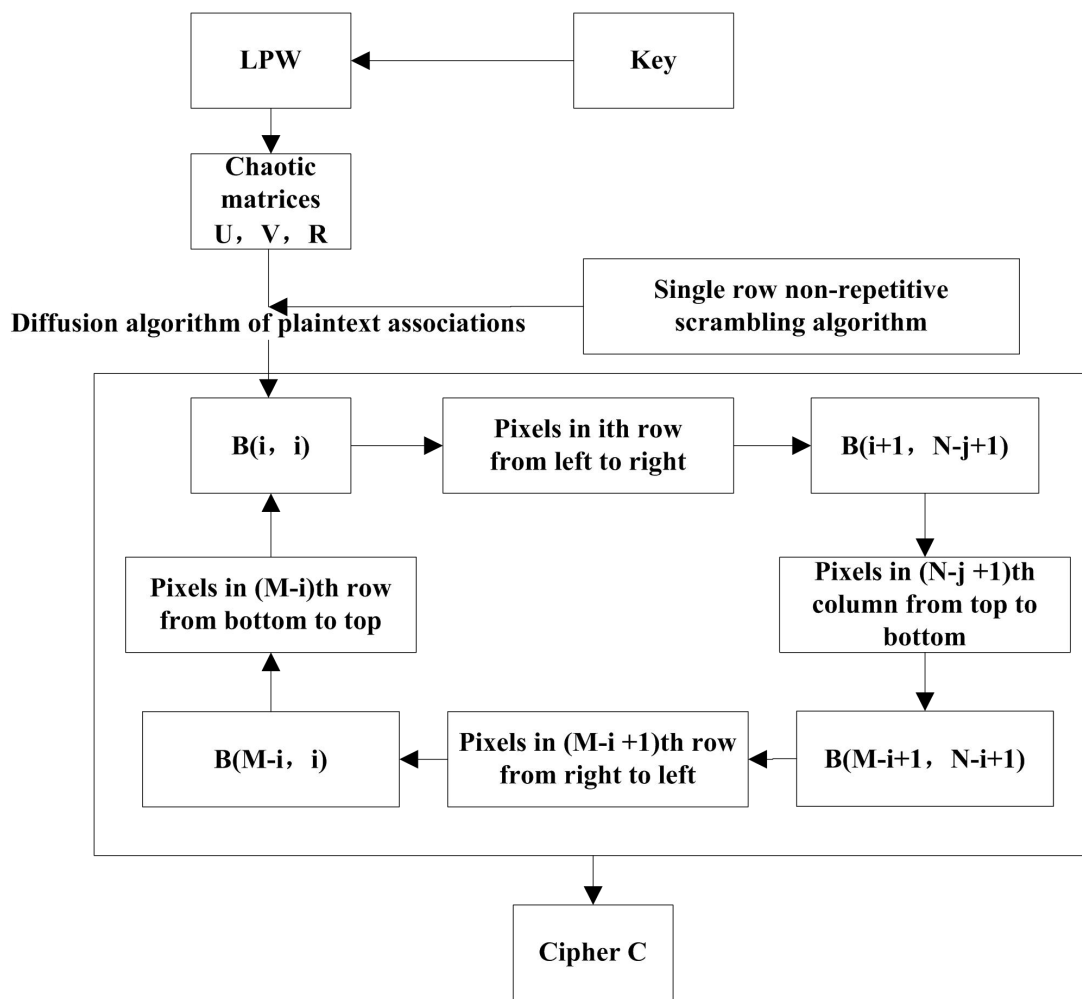 LPW
Key
Chaotic
matrices
U，V，R
Single row non-repetitive
scrambling algorithm
Diffusion algorithm of plaintext associations
B(i，i)
Pixels in ith row
from left to right
B(i+1，N-j+1)
Pixels in (N-j +1)th
column from top to
bottom
B(M-i+1，N-i+1)
Pixels in (M-i +1)th row
from right to left
B(M-i，i)
Pixels in (M-i)th row
from bottom to top
Cipher C